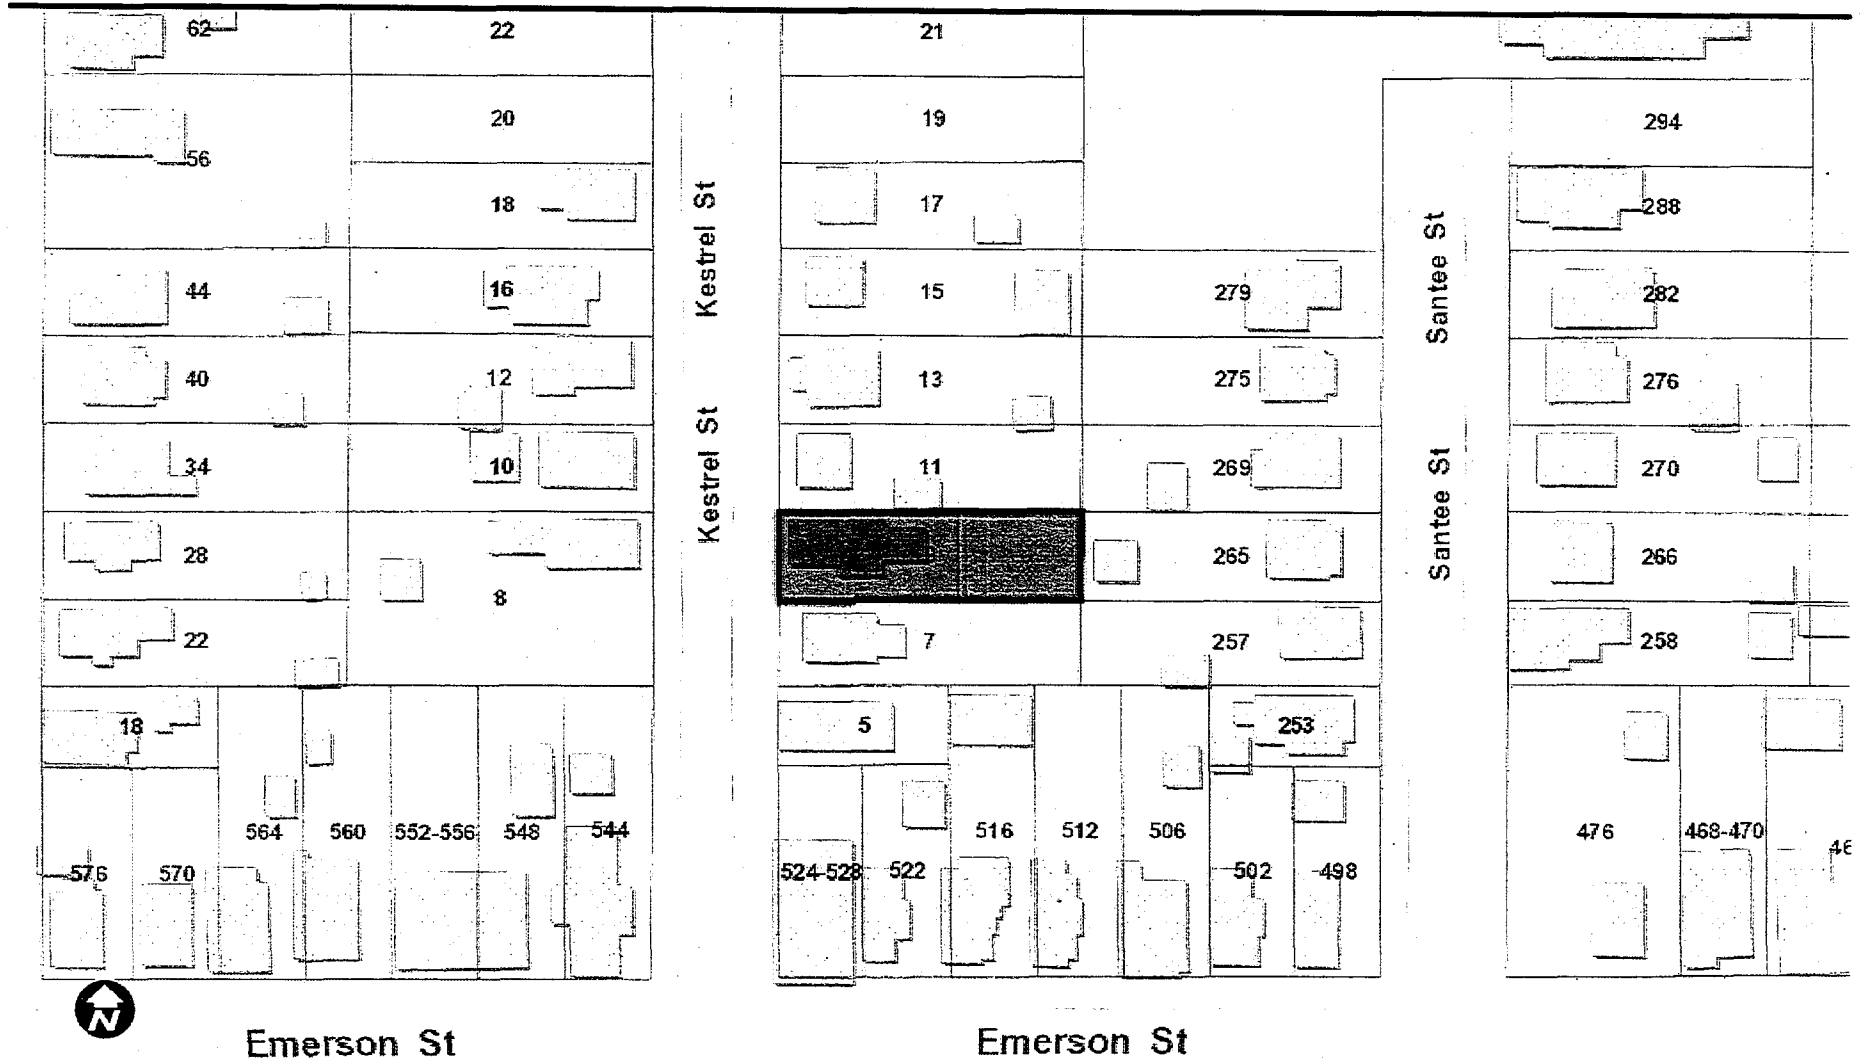 62 22 21
20 19 294
56
18 17 288
Kestrel St
Santee St
44 16 15 279 282
40 12 13 275 276
Kestrel St
Santee St
34 10 11 269 270
28 265 266
8
22 7 257 258
18 5 253
564 560 552-556 548 544 516 512 506 476 468-470
46
576 570 524-528 522 502 498
N
Emerson St Emerson St